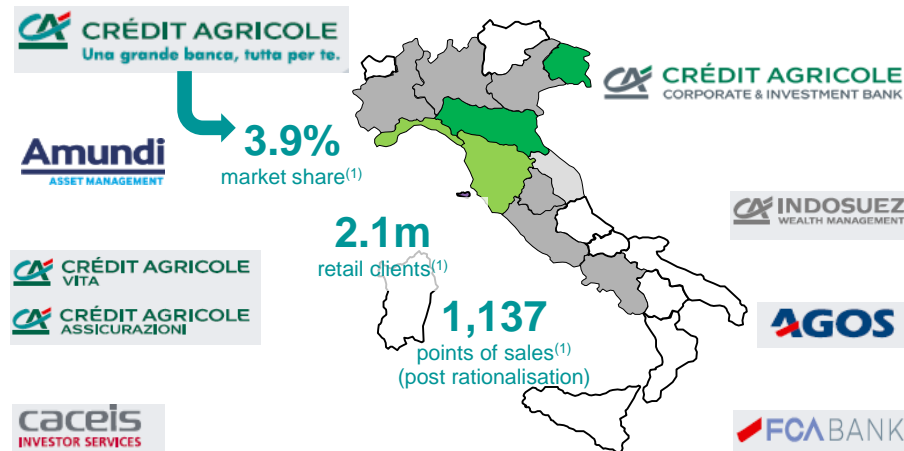 CRÉDIT AGRICOLE
Una grande banca, tutta per te.
CRÉDIT AGRICOLE
CORPORATE & INVESTMENT BANK
3.9%
market share(1)
Amundi
ASSET MANAGEMENT
INDOSUEZ
WEALTH MANAGEMENT
2.1m
retail clients(1)
CRÉDIT AGRICOLE
VITA
CRÉDIT AGRICOLE
ASSICURAZIONI
1,137
points of sales(1)
(post rationalisation)
AGOS
caceis
INVESTOR SERVICES
FCA BANK